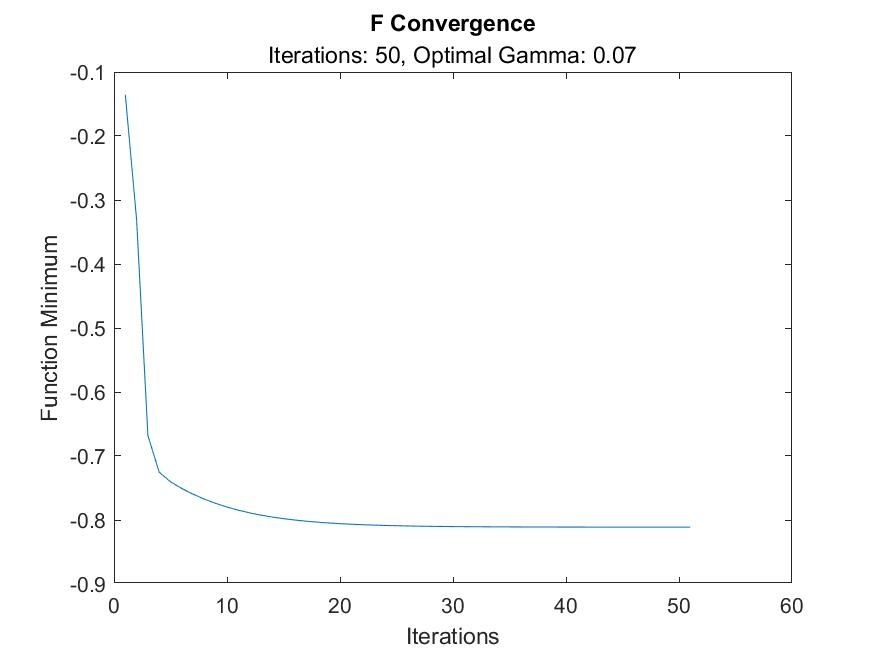 F Convergence
Iterations: 50, Optimal Gamma: 0.07
-0.1
-0.2
-0.3
-0.4
-0.5
-0.6
-0.7
-0.8
-0.9
Function Minimum
0 10 20 30 40 50 60
Iterations